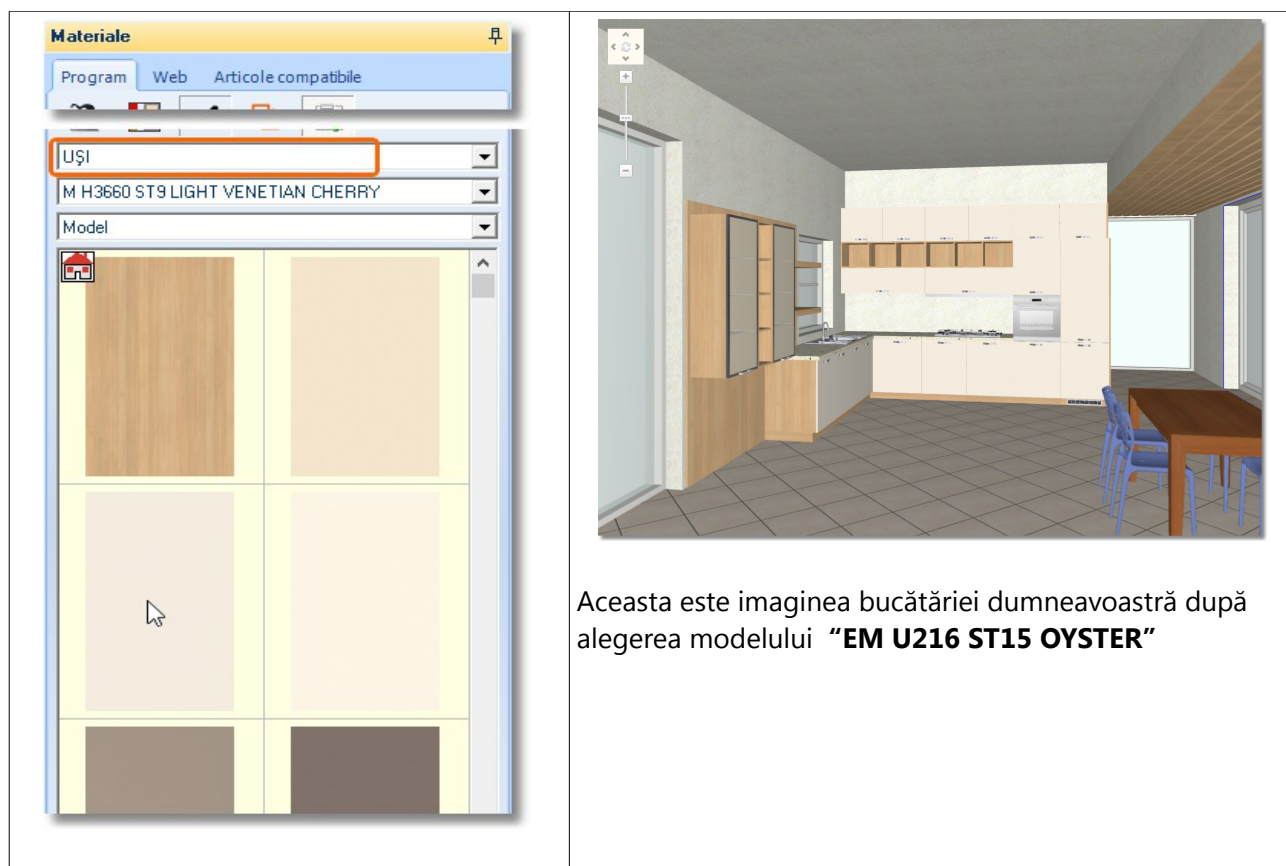 Materiale
Program Web Articole compatibile
UȘI
M H3660 ST9 LIGHT VENETIAN CHERRY
Model
Aceasta este imaginea bucătăriei dumneavoastră după
alegerea modelului “EM U216 ST15 OYSTER”